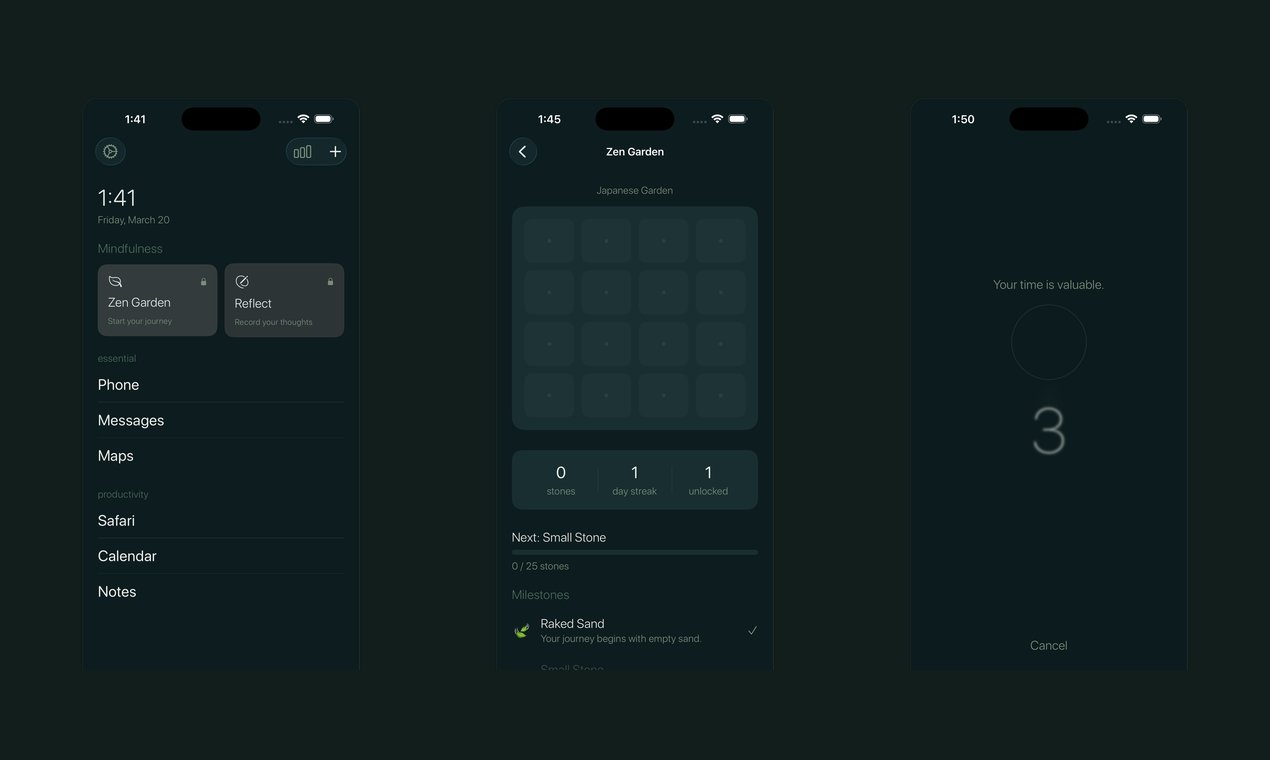 1:41
1:41
Friday, March 20
Mindfulness
Zen Garden
Start your journey
Reflect
Record your thoughts
essential
Phone
Messages
Maps
productivity
Safari
Calendar
Notes
1:45
Zen Garden
Japanese Garden
0 1 1
stones day streak unlocked
Next: Small Stone
0 / 25 stones
Milestones
Raked Sand
Your journey begins with empty sand.
Small Stone
1:50
Your time is valuable.
3
Cancel